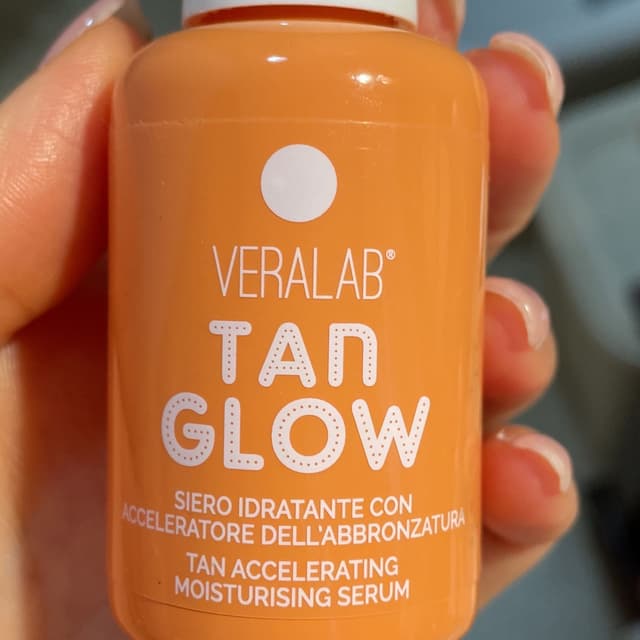 VERALAB®
TAN
GLOW
SIERO IDRATANTE CON
ACCELERATORE DELL'ABBRONZATURA
TAN ACCELERATING
MOISTURISING SERUM